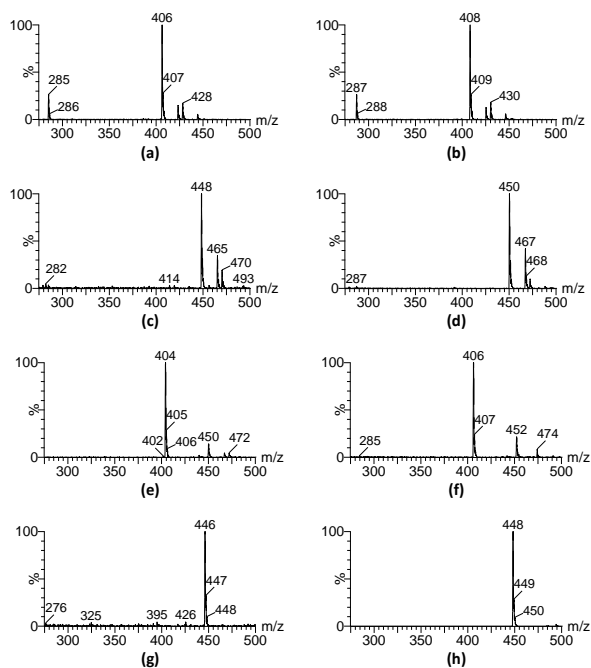 100 406 100 408
% 285 407 % 287 409
286 428 288 430
0 0
300 350 400 450 500 m/z 300 350 400 450 500 m/z
(a) (b)
100 448 100 450
% 465 % 467
282 414 470 493 287 468
0 0
300 350 400 450 500 m/z 300 350 400 450 500 m/z
(c) (d)
100 404 100 406
% 405 % 407
402 406 450 472 285 452 474
0 0
300 350 400 450 500 m/z 300 350 400 450 500 m/z
(e) (f)
100 446 100 448
% 447 % 449
276 325 395 426 448 450
0 0
300 350 400 450 500 m/z 300 350 400 450 500 m/z
(g) (h)